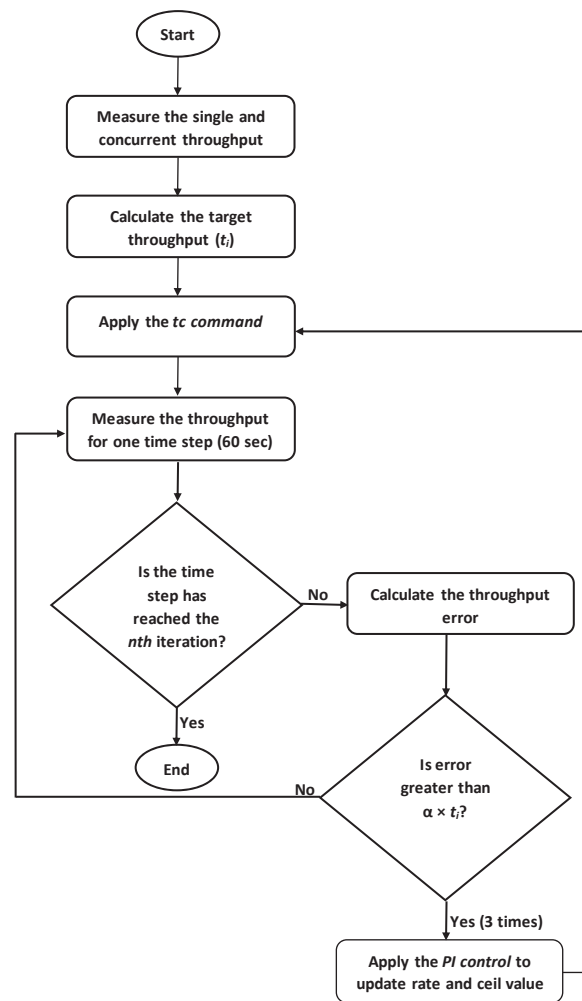 Start
Measure the single and
concurrent throughput
Calculate the target
throughput (ti)
Apply the tc command
Measure the throughput
for one time step (60 sec)
Is the time
step has
reached the
nth iteration?
No
Calculate the throughput
error
Yes
End
Is error
greater than
α × ti?
No
Yes (3 times)
Apply the PI control to
update rate and ceil value